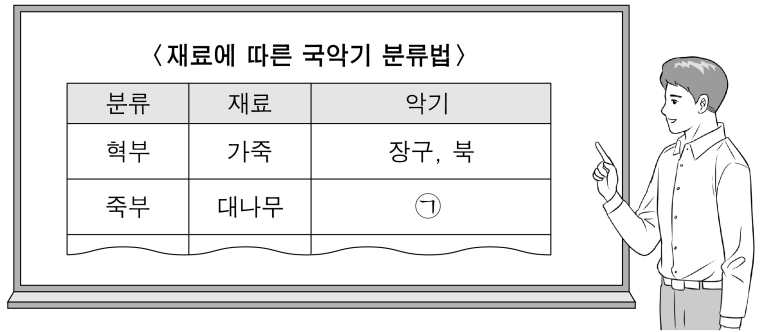 〈재료에 따른 국악기 분류법〉
분류 재료 악기
혁부 가죽 장구, 북
죽부 대나무 ㉠